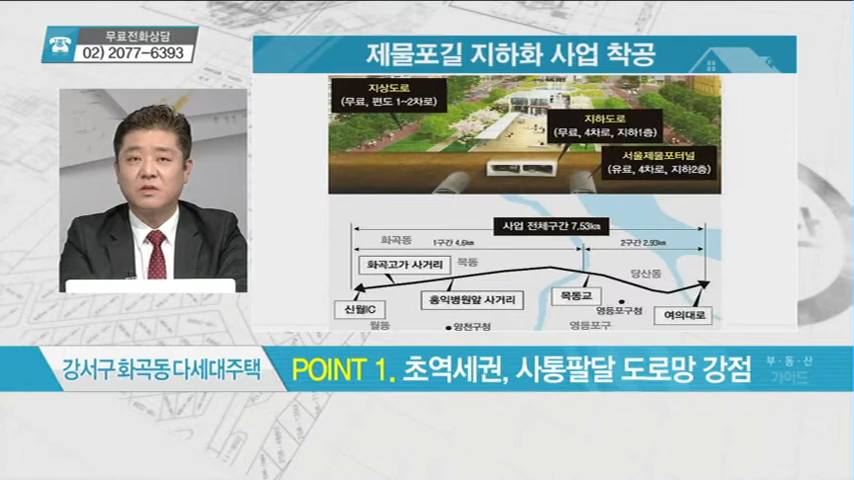 무료전화상담
02) 2077-6393
제물포길 지하화 사업 착공
지상도로
(무료, 편도 1~2차로)
지하도로
(무료, 4차로, 지하1층)
서울제물포터널
(유료, 4차로, 지하2층)
사업 전체구간 7.53km
화곡동
1구간 4.6km
2구간 2.93km
화곡고가 사거리
목동
당산동
신월IC
홍익병원앞 사거리
목동교
영등포구청
여의대로
월동
양천구청
영등포구
강서구 화곡동 다세대주택
POINT 1. 초역세권, 사통팔달 도로망 강점
부·동·산
가이드